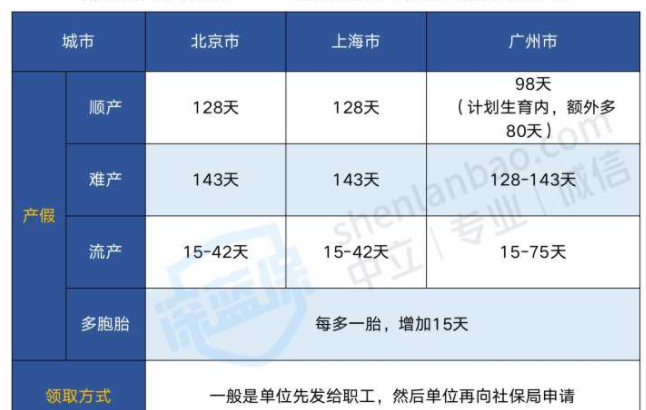 城市 北京市 上海市 广州市
产假
顺产 128天 128天 98天
（计划生育内，额外多
80天）
难产 143天 143天 128-143天
流产 15-42天 15-42天 15-75天
多胞胎 每多一胎，增加15天
领取方式 一般是单位先发给职工，然后单位再向社保局申请
深蓝保
shenlanbao.com
中立｜专业｜诚信